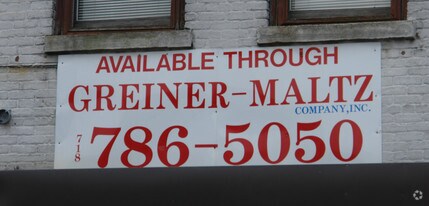 AVAILABLE THROUGH
GREINER-MALTZ
COMPANY, INC.
718 786-5050